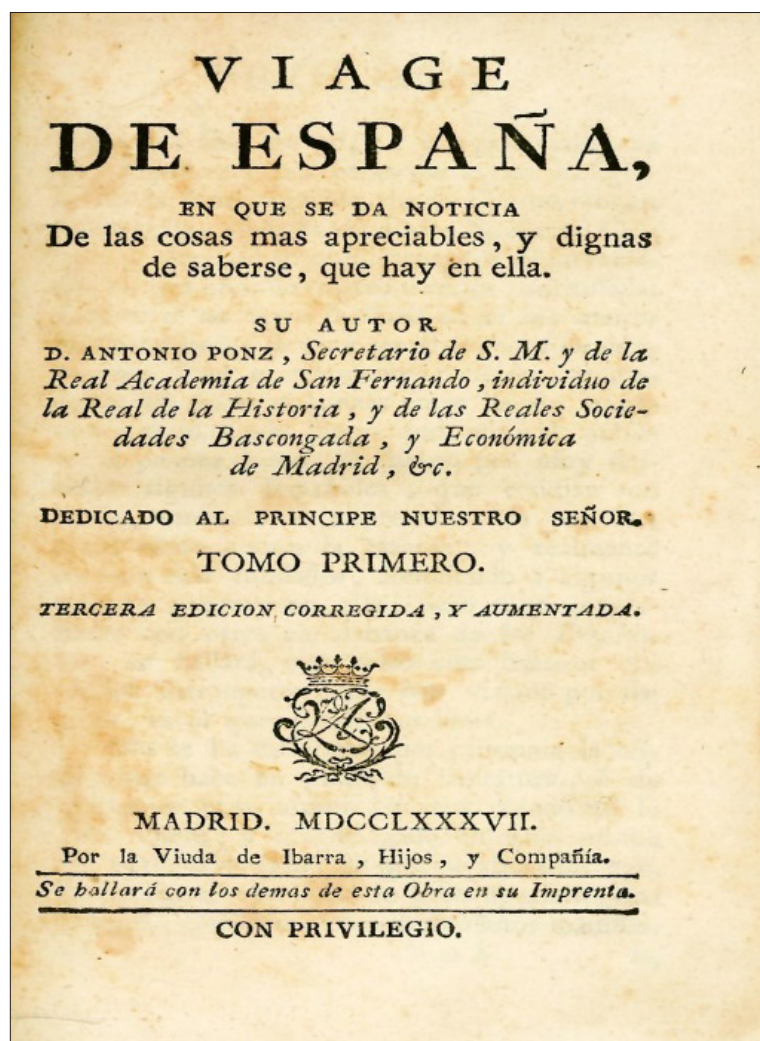 VIAGE
DE ESPAÑA,
EN QUE SE DA NOTICIA
De las cosas mas apreciables, y dignas
de saberse, que hay en ella.
SU AUTOR
D. ANTONIO PONZ, Secretario de S. M. y de la
Real Academia de San Fernando, individuo de
la Real de la Historia, y de las Reales Socie-
dades Bascongada, y Económica
de Madrid, &c.
DEDICADO AL PRINCIPE NUESTRO SEÑOR.
TOMO PRIMERO.
TERCERA EDICION CORREGIDA, Y AUMENTADA.
MADRID. MDCCLXXXVII.
Por la Viuda de Ibarra, Hijos, y Compañía.
Se hallará con los demas de esta Obra en su Imprenta.
CON PRIVILEGIO.